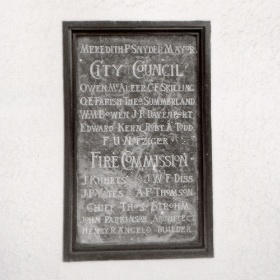 MEREDITH P. SNYDER MAYOR
CITY COUNCIL
OWEN McALEER C.F. SKILLING
O.E. FARISH THEO. SUMMERLAND
W.M. BOWEN J.P. DAVENPORT
EDWARD KERN ROBT. A. TODD
F.U. NOFZIGER
FIRE COMMISSION
J. KUHRTS J.W.F. DISS
J.P. YATES A.F. THOMSON
CHIEF THOS. STROHM
JOHN PARKINSON ARCHITECT
HENRY R. ANGELO BUILDER